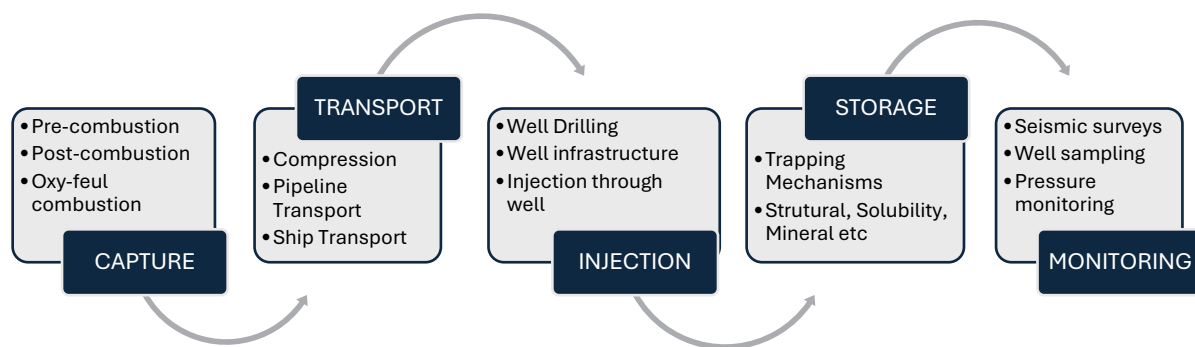 • Pre-combustion
• Post-combustion
• Oxy-feul
combustion
CAPTURE
TRANSPORT
• Compression
• Pipeline
Transport
• Ship Transport
• Well Drilling
• Well infrastructure
• Injection through
well
INJECTION
STORAGE
• Trapping
Mechanisms
• Strutural, Solubility,
Mineral etc
• Seismic surveys
• Well sampling
• Pressure
monitoring
MONITORING